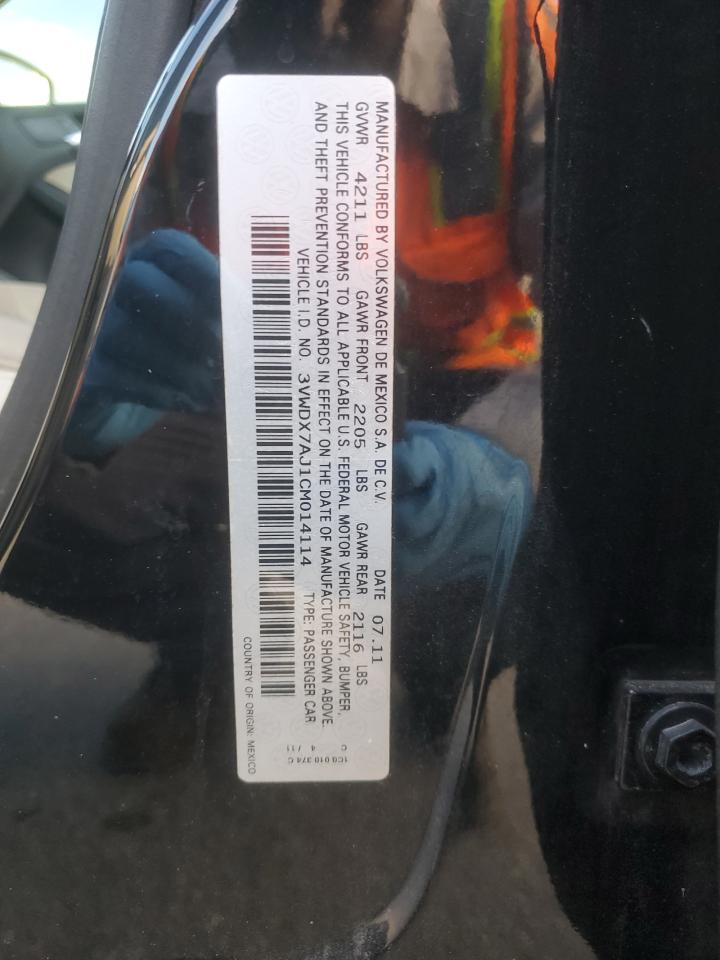 MANUFACTURED BY VOLKSWAGEN DE MEXICO S.A. DE C.V. DATE 07.11
GVWR 4211 LBS GAWR FRONT 2205 LBS GAWR REAR 2116 LBS
THIS VEHICLE CONFORMS TO ALL APPLICABLE U.S. FEDERAL MOTOR VEHICLE SAFETY, BUMPER,
AND THEFT PREVENTION STANDARDS IN EFFECT ON THE DATE OF MANUFACTURE SHOWN ABOVE.
VEHICLE I.D. NO. 3VWDX7AJ1CM014114 TYPE: PASSENGER CAR
COUNTRY OF ORIGIN: MEXICO
4 / 11